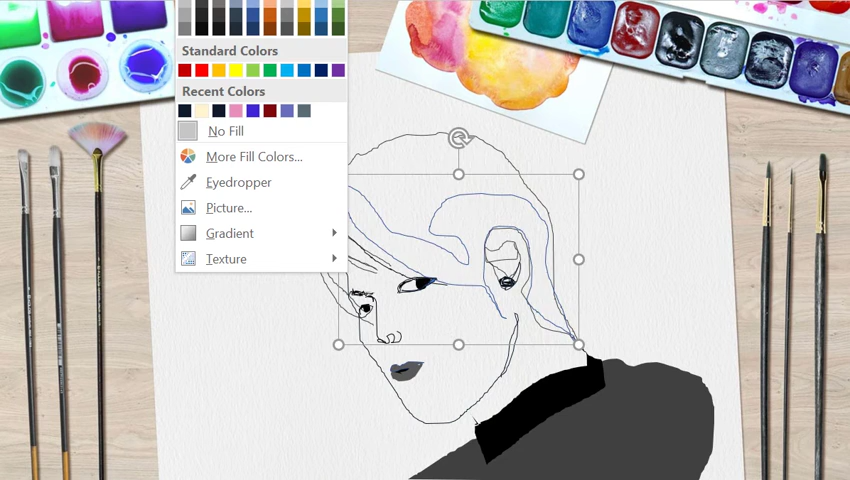 Standard Colors
Recent Colors
No Fill
More Fill Colors...
Eyedropper
Picture...
Gradient
Texture